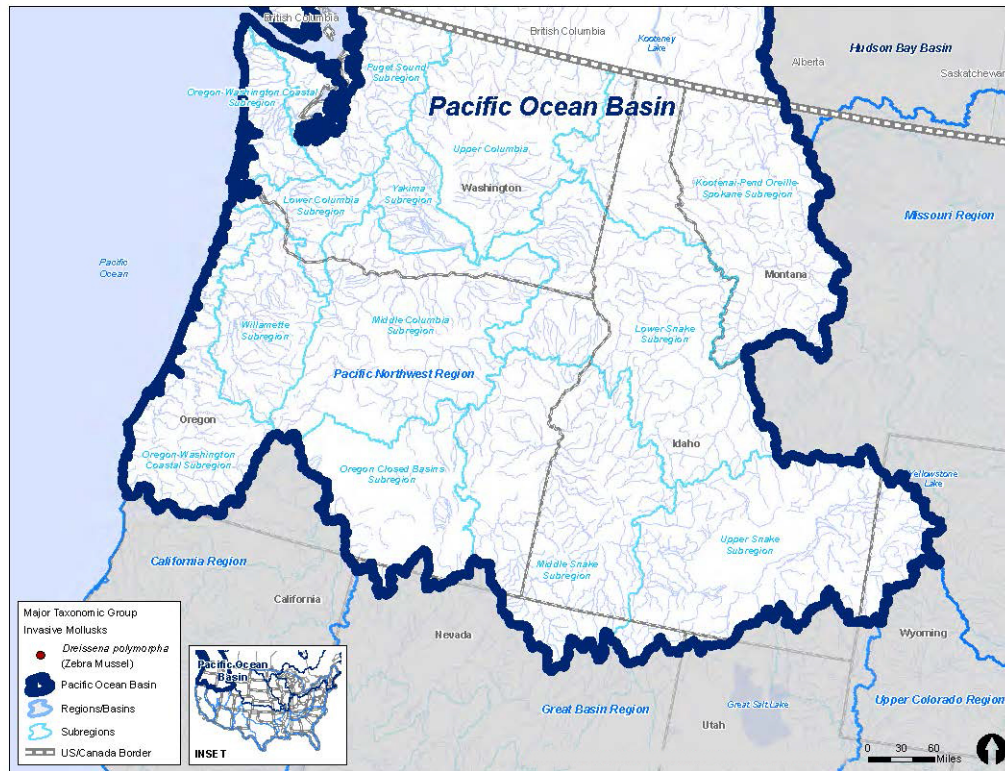 British Columbia
British Columbia
Kooteney
Lake
Hudson Bay Basin
Alberta
Saskatchewan
Puget Sound
Subregion
Oregon-Washington Coastal
Subregion
Pacific Ocean Basin
Upper Columbia
Washington
Kootenai-Pend Oreille-
Spokane Subregion
Yakima
Subregion
Lower Columbia
Subregion
Missouri Region
Pacific
Ocean
Montana
Willamette
Subregion
Middle Columbia
Subregion
Lower Snake
Subregion
Pacific Northwest Region
Oregon
Idaho
Oregon-Washington
Coastal Subregion
Oregon Closed Basins
Subregion
Yellowstone
Lake
Upper Snake
Subregion
California Region
Middle Snake
Subregion
California
Nevada
Wyoming
Great Basin Region
Great Salt Lake
Utah
Upper Colorado Region
Major Taxonomic Group
Invasive Mollusks
Dreissena polymorpha
(Zebra Mussel)
Pacific Ocean Basin
Regions/Basins
Subregions
US/Canada Border
Pacific Ocean
Basin
INSET
0 30 60
Miles